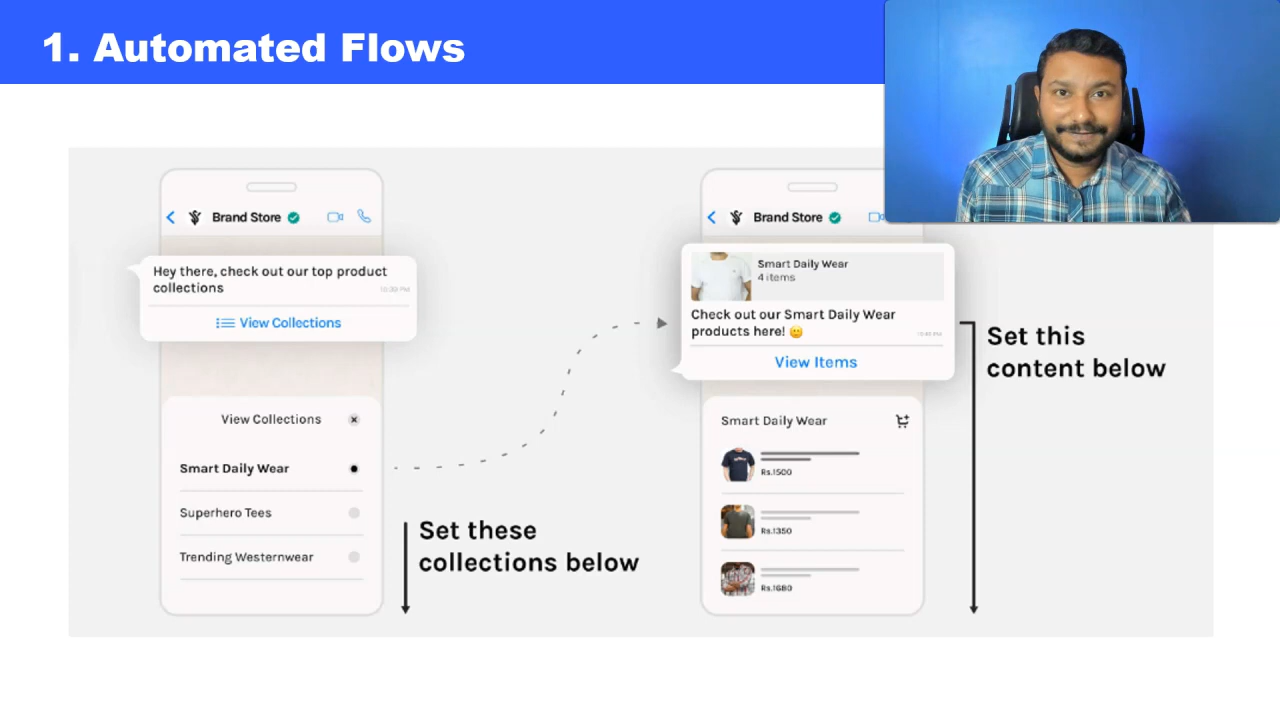 1. Automated Flows
Brand Store
Hey there, check out our top product
collections
10:30 PM
View Collections
View Collections
Smart Daily Wear
Superhero Tees
Trending Westernwear
Set these
collections below
Brand Store
Smart Daily Wear
4 items
Check out our Smart Daily Wear
products here! 🙂
View Items
Smart Daily Wear
Rs.1500
Rs.1350
Rs.1680
Set this
content below